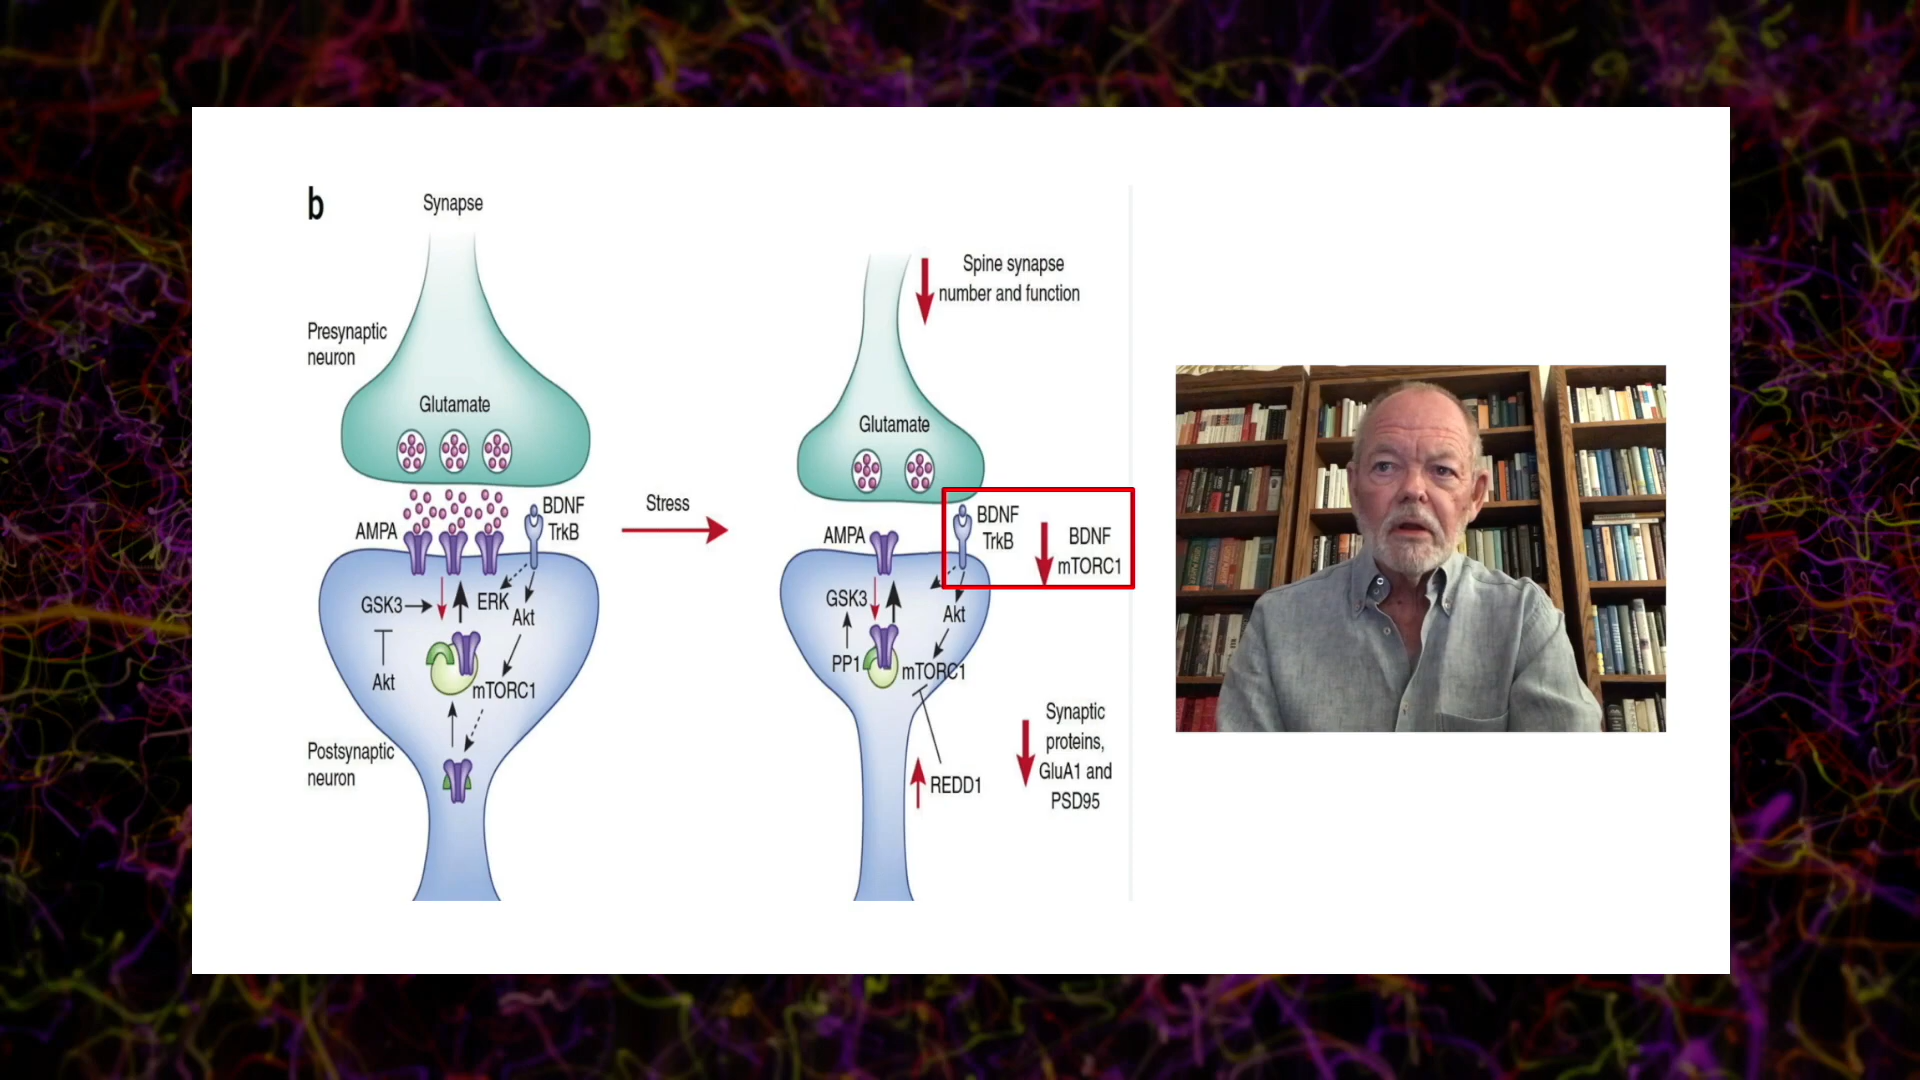 b
Synapse
Presynaptic
neuron
Glutamate
AMPA
BDNF
TrkB
GSK3
ERK
Akt
Akt
mTORC1
Postsynaptic
neuron
Stress
Spine synapse
number and function
Glutamate
AMPA
BDNF
TrkB
BDNF
mTORC1
GSK3
Akt
PP1
mTORC1
REDD1
Synaptic
proteins,
GluA1 and
PSD95